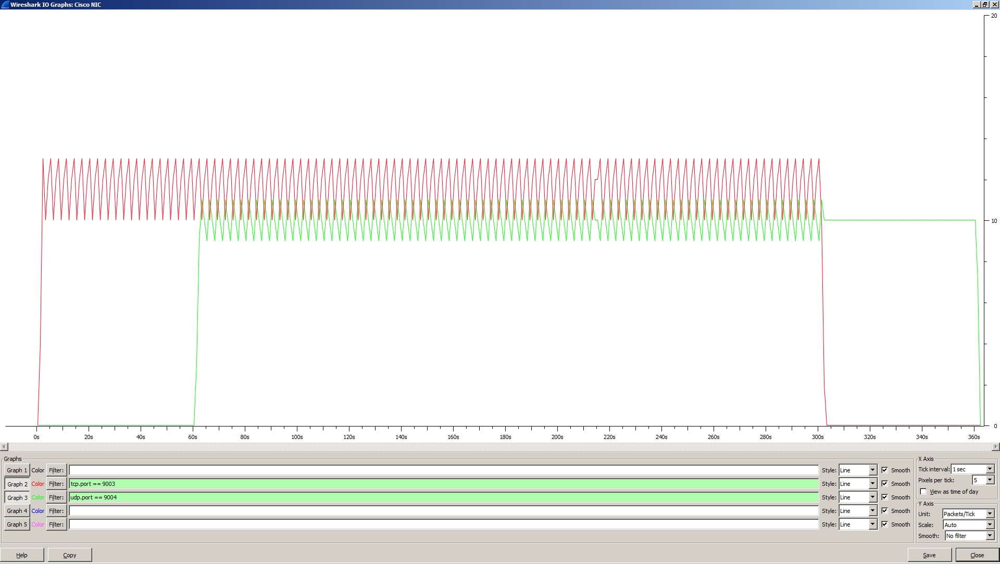 Wireshark IO Graphs: Cisco NIC
20
10
0
0s 20s 40s 60s 80s 100s 120s 140s 160s 180s 200s 220s 240s 260s 280s 300s 320s 340s 360s
Graphs
Graph 1 Color Filter: Style: Line Smooth
Graph 2 Color Filter: tcp.port == 9003 Style: Line Smooth
Graph 3 Color Filter: udp.port == 9004 Style: Line Smooth
Graph 4 Color Filter: Style: Line Smooth
Graph 5 Color Filter: Style: Line Smooth
X Axis
Tick interval: 1 sec
Pixels per tick: 5
View as time of day
Y Axis
Unit: Packets/Tick
Scale: Auto
Smooth: No filter
Help Copy Save Close